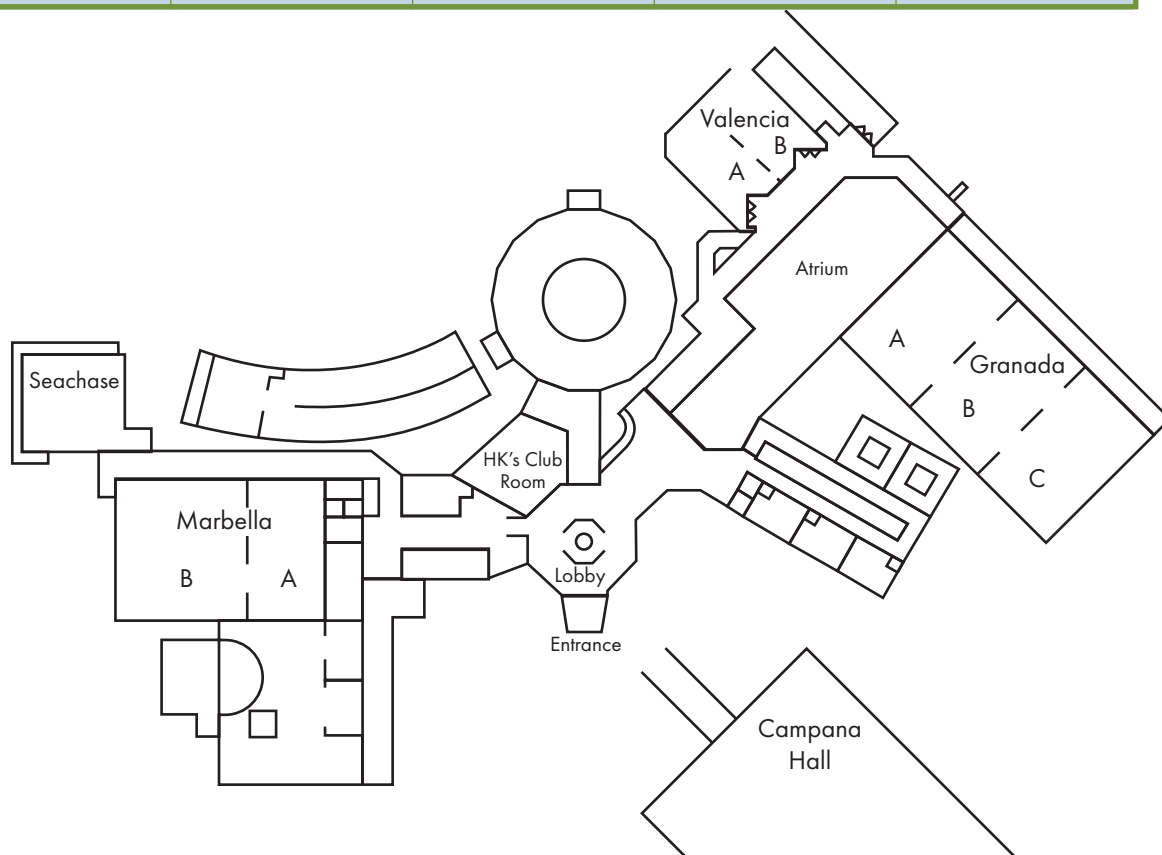 Valencia
B
A
Atrium
A
Granada
B
C
Seachase
HK's Club
Room
Marbella
B
A
Lobby
Entrance
Campana
Hall